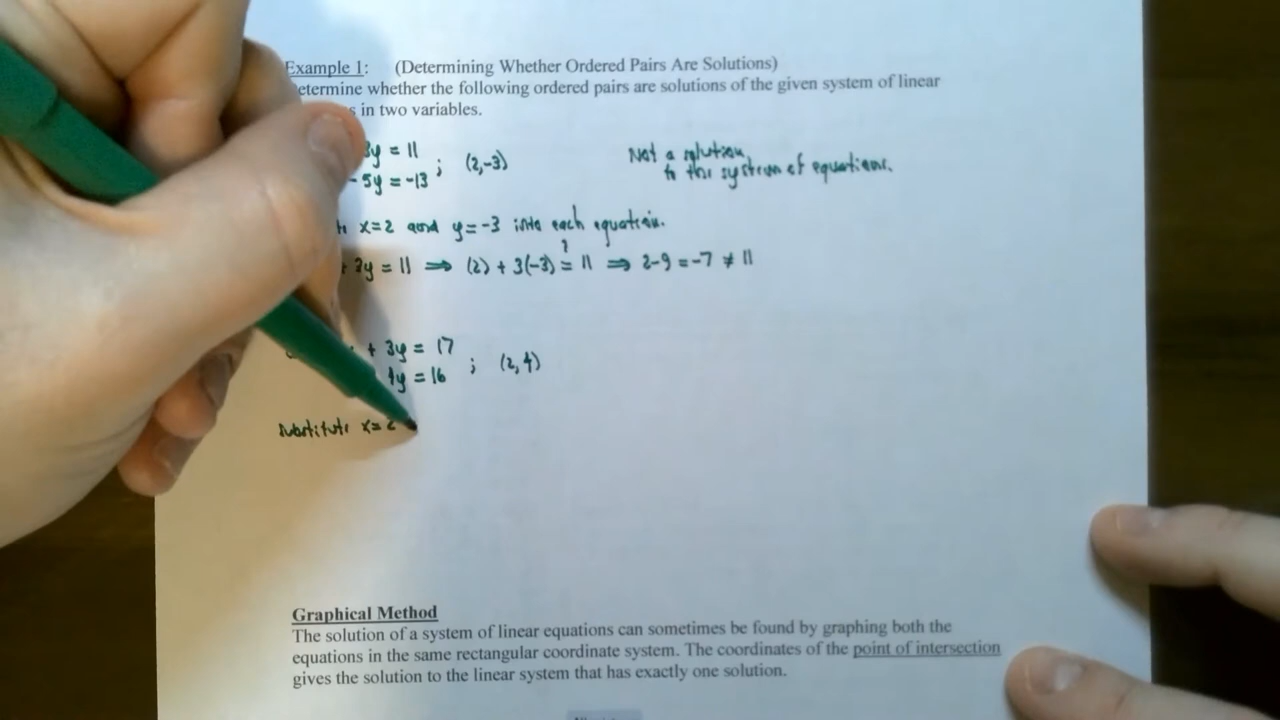 Example 1: (Determining Whether Ordered Pairs Are Solutions)
etermine whether the following ordered pairs are solutions of the given system of linear
s in two variables.
3y = 11
- 5y = -13 ; (2,-3)
Not a solution
to this system of equations.
x=2 and y=-3 into each equation.
+ 3y = 11 ⇒ (2) + 3(-3) ≟ 11 ⇒ 2-9 = -7 ≠ 11
+ 3y = 17
4y = 16 ; (2,4)
substitute x=2
Graphical Method
The solution of a system of linear equations can sometimes be found by graphing both the
equations in the same rectangular coordinate system. The coordinates of the point of intersection
gives the solution to the linear system that has exactly one solution.